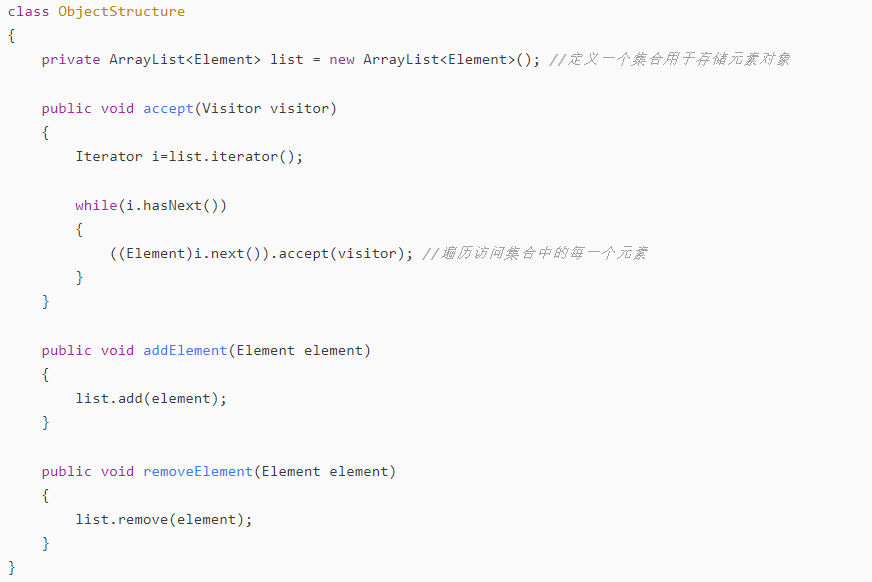 class ObjectStructure
{
    private ArrayList<Element> list = new ArrayList<Element>(); //定义一个集合用于存储元素对象
    public void accept(Visitor visitor)
    {
        Iterator i=list.iterator();
        while(i.hasNext())
        {
            ((Element)i.next()).accept(visitor); //遍历访问集合中的每一个元素
        }
    }
    public void addElement(Element element)
    {
        list.add(element);
    }
    public void removeElement(Element element)
    {
        list.remove(element);
    }
}